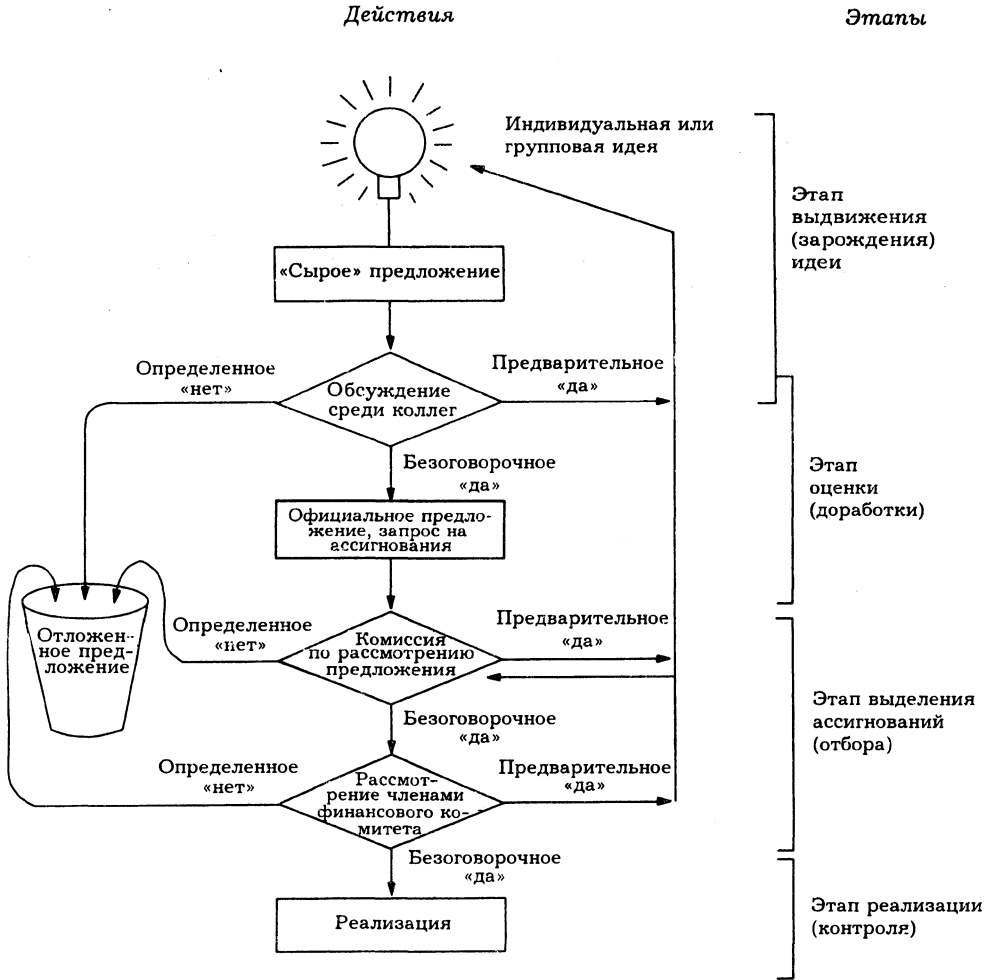 Действия
Этапы
Индивидуальная или
групповая идея
Этап
выдвижения
(зарождения)
идеи
«Сырое» предложение
Определенное
«нет»
Предварительное
«да»
Обсуждение
среди коллег
Безоговорочное
«да»
Этап
оценки
(доработки)
Официальное предло-
жение, запрос на
ассигнования
Отложен-
ное пред-
ложение
Определенное
«нет»
Комиссия
по рассмотрению
предложения
Предварительное
«да»
Безоговорочное
«да»
Этап выделения
ассигнований
(отбора)
Определенное
«нет»
Рассмот-
рение членами
финансового ко-
митета
Предварительное
«да»
Безоговорочное
«да»
Реализация
Этап реализации
(контроля)